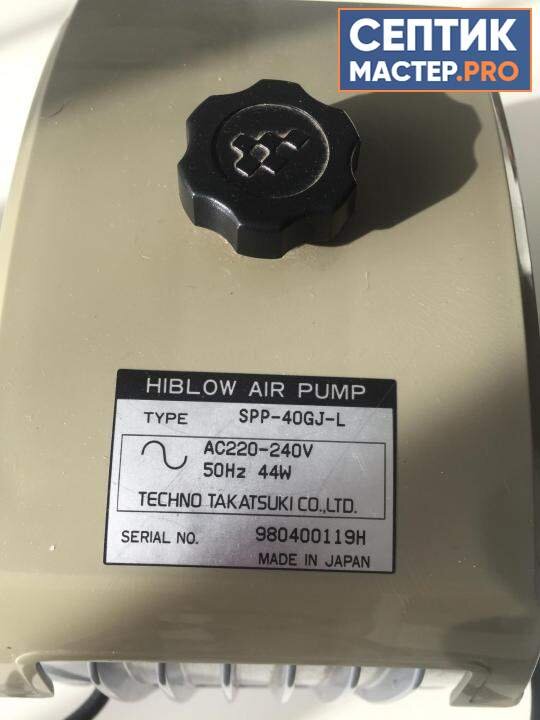 СЕПТИК
МАСТЕР.PRO
HIBLOW AIR PUMP
TYPE SPP-40GJ-L
AC220-240V
50Hz 44W
TECHNO TAKATSUKI CO.,LTD.
SERIAL NO. 980400119H
MADE IN JAPAN